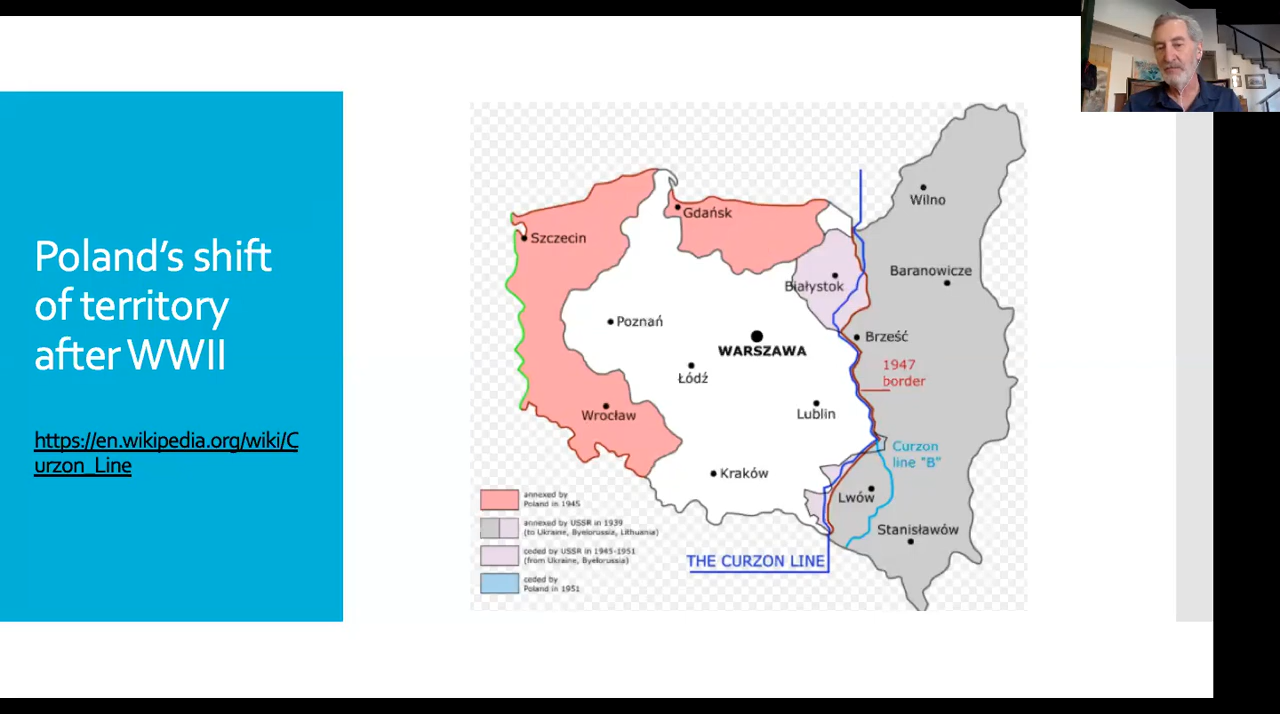 Poland's shift
of territory
after WWII
https://en.wikipedia.org/wiki/C
urzon_Line
Wilno
Gdańsk
Szczecin
Baranowicze
Białystok
Poznań
Brześć
WARSZAWA
1947
border
Łódź
Wrocław
Lublin
Curzon
line "B"
Kraków
Lwów
Stanisławów
THE CURZON LINE
annexed by
Poland in 1945
annexed by USSR in 1939
(to Ukraine, Byelorussia, Lithuania)
ceded by USSR in 1945-1951
(from Ukraine, Byelorussia)
ceded by
Poland in 1951